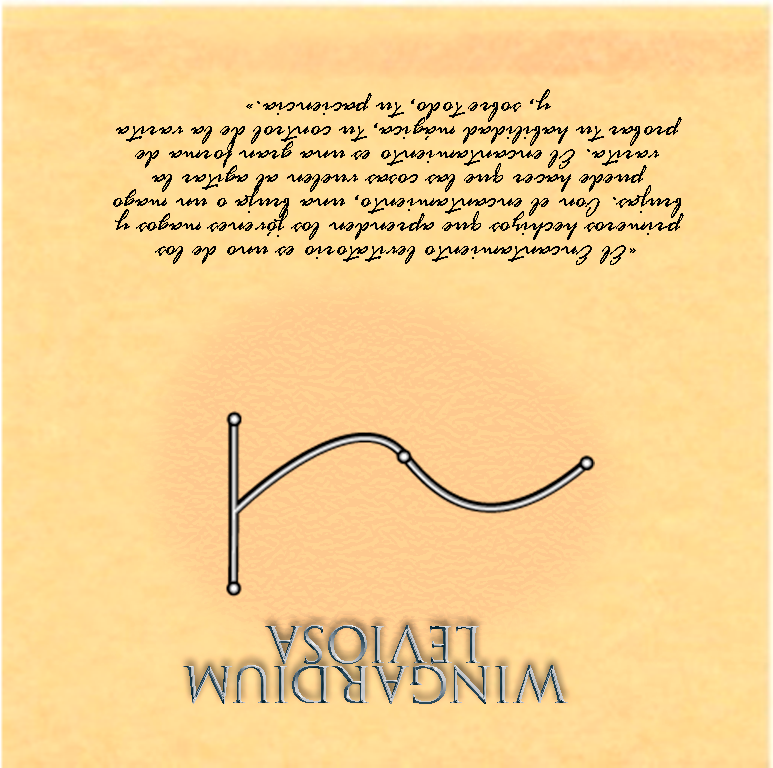 WINGARDIUM
LEVIOSA
«El Encantamiento levitatorio es uno de los
primeros hechizos que aprenden los jóvenes magos y
brujas. Con el encantamiento, una bruja o un mago
puede hacer que las cosas vuelen al agitar la
varita. El encantamiento es una gran forma de
probar tu habilidad mágica, tu control de la varita
y, sobre todo, tu paciencia.»